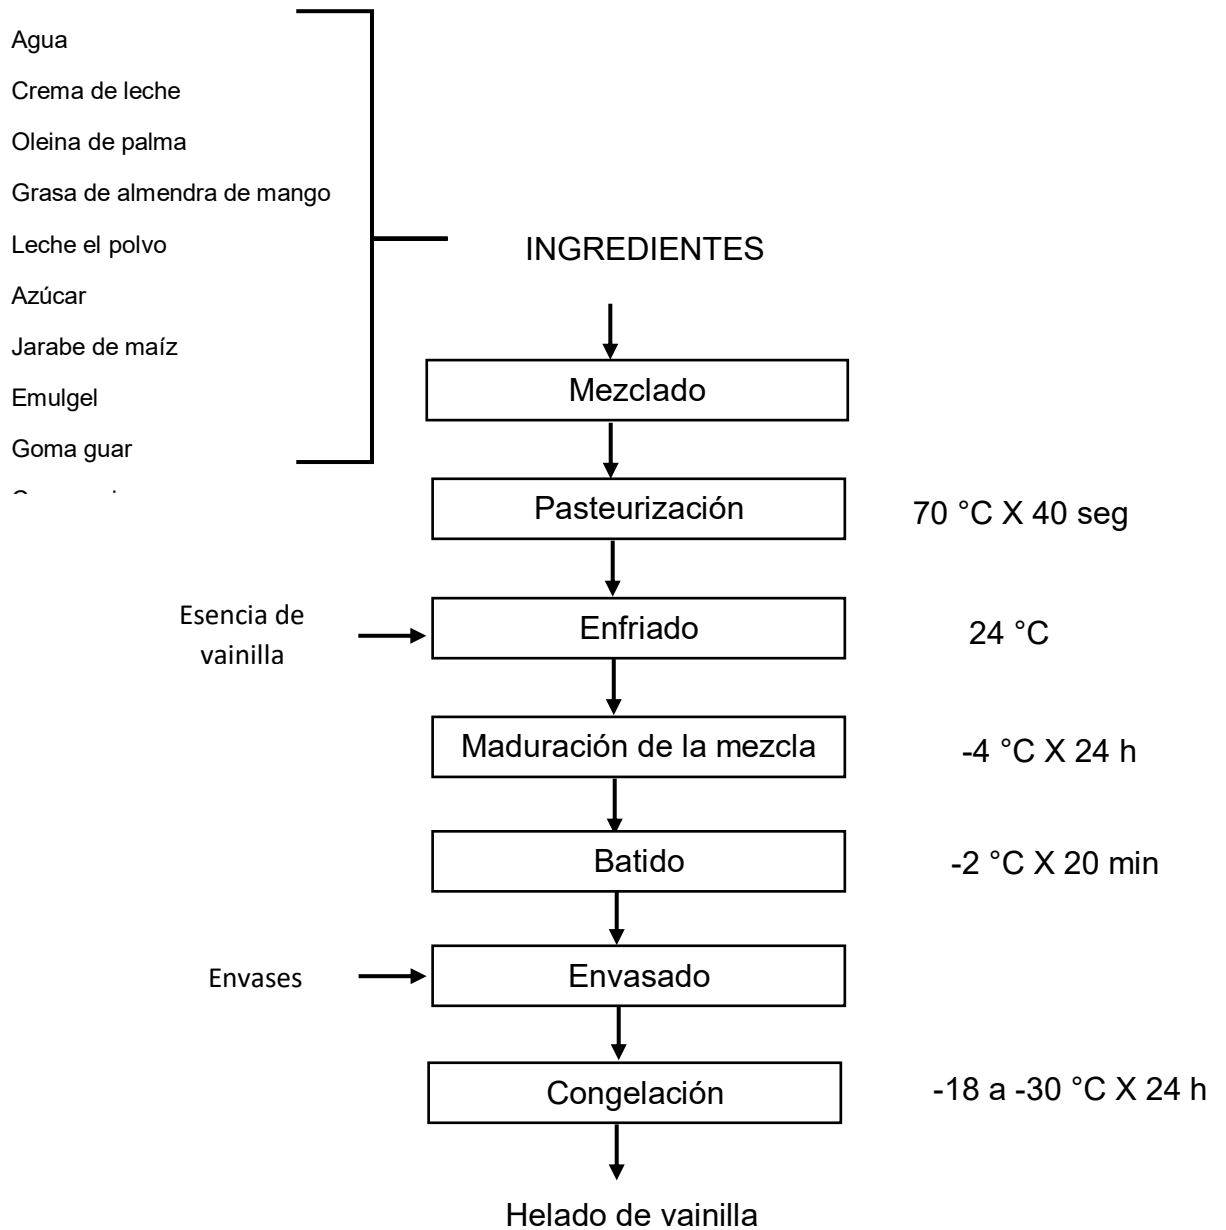 Agua
Crema de leche
Oleina de palma
Grasa de almendra de mango
Leche el polvo
Azúcar
Jarabe de maíz
Emulgel
Goma guar
INGREDIENTES
Mezclado
Pasteurización
70 °C X 40 seg
Esencia de
vainilla
Enfriado
24 °C
Maduración de la mezcla
-4 °C X 24 h
Batido
-2 °C X 20 min
Envases
Envasado
Congelación
-18 a -30 °C X 24 h
Helado de vainilla